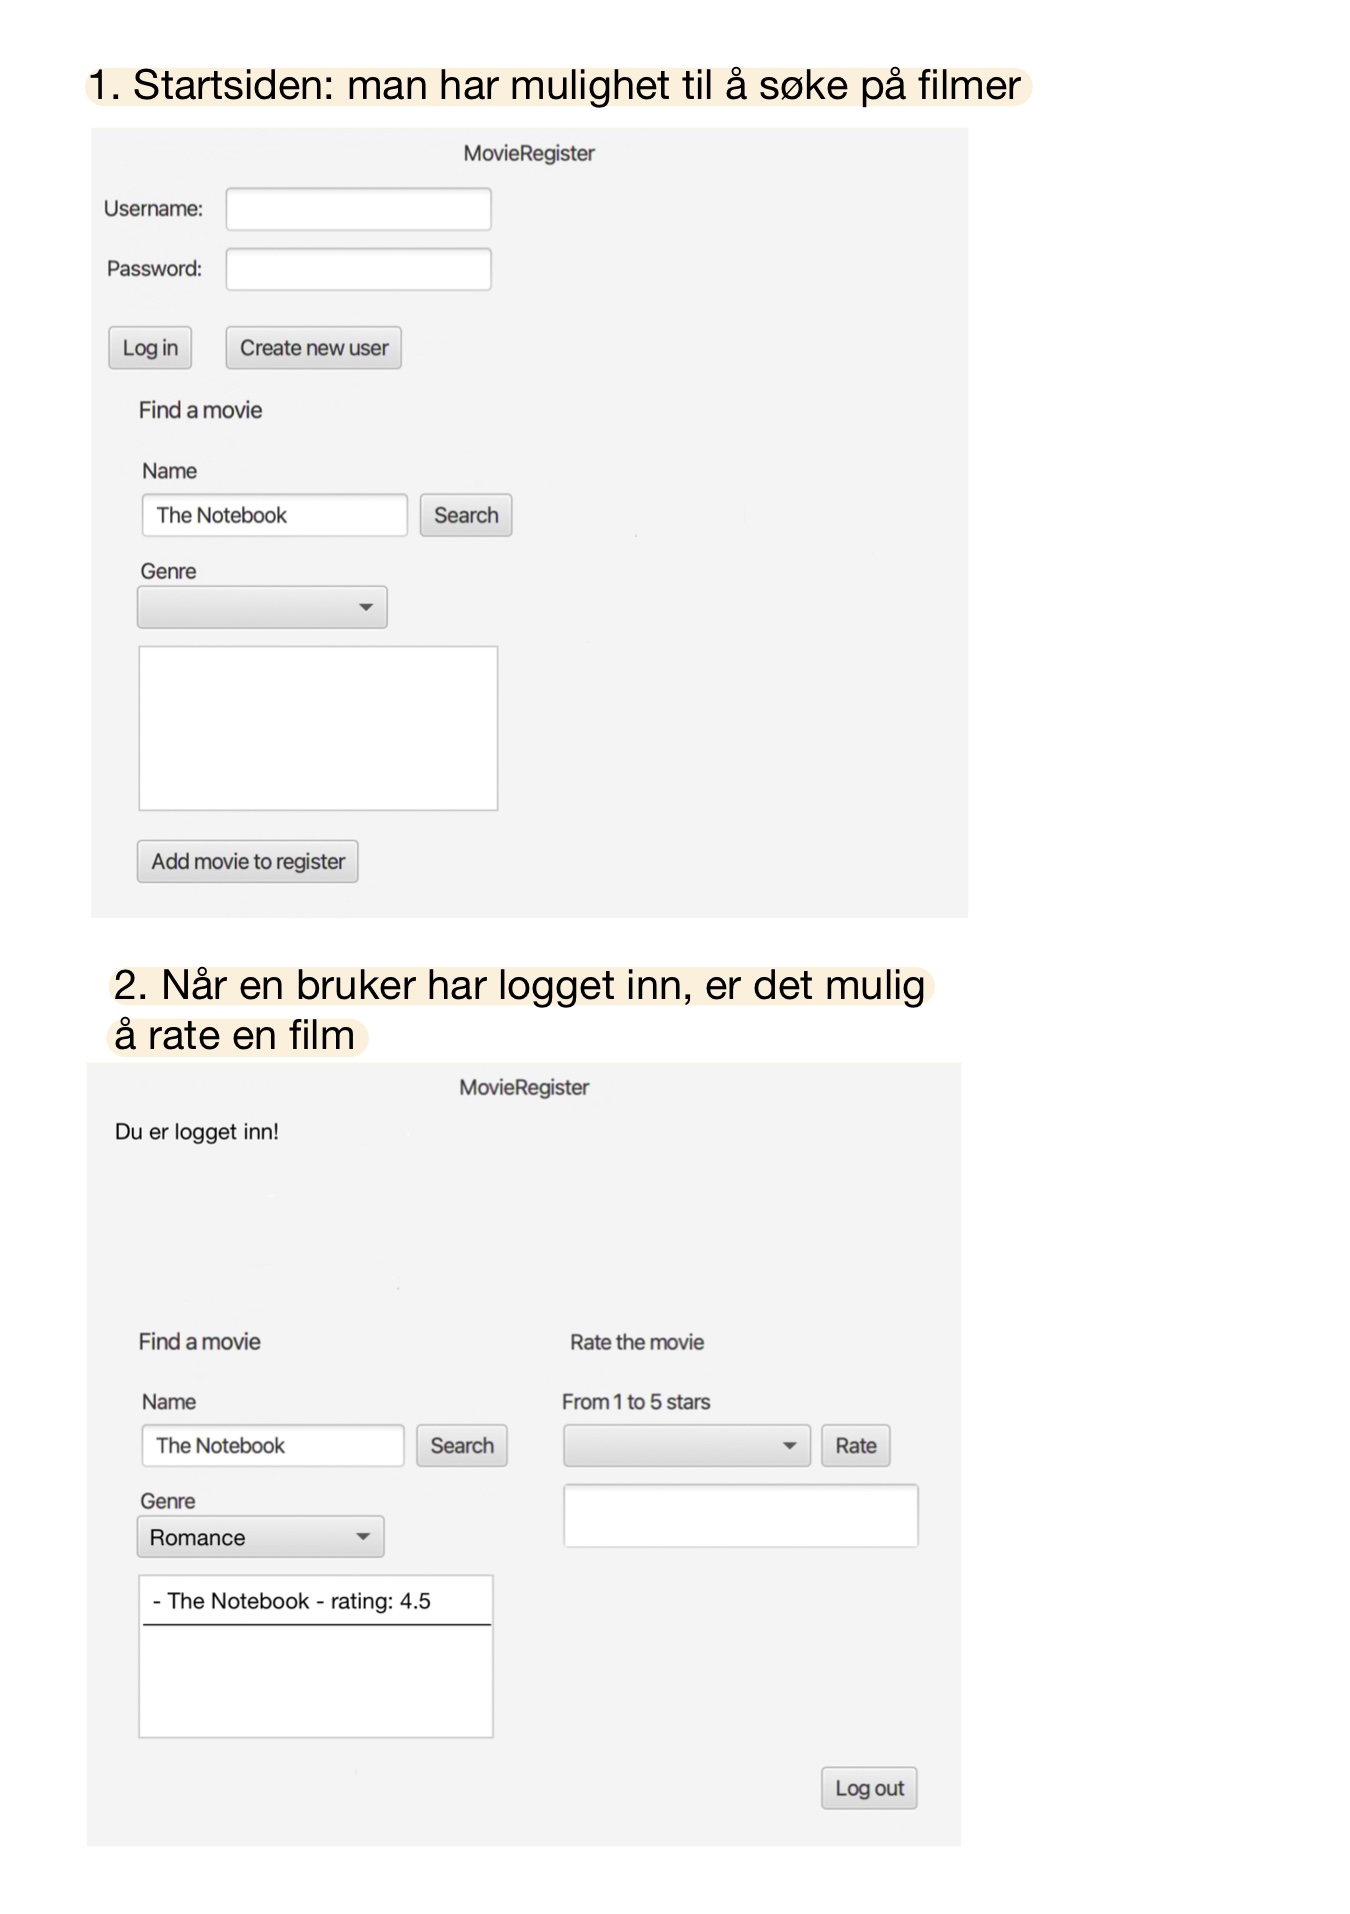 1. Startsiden: man har mulighet til å søke på filmer
MovieRegister
Username:
Password:
Log in Create new user
Find a movie
Name
The Notebook Search
Genre
Add movie to register
2. Når en bruker har logget inn, er det mulig
å rate en film
MovieRegister
Du er logget inn!
Find a movie Rate the movie
Name From 1 to 5 stars
The Notebook Search Rate
Genre
Romance
- The Notebook - rating: 4.5
Log out